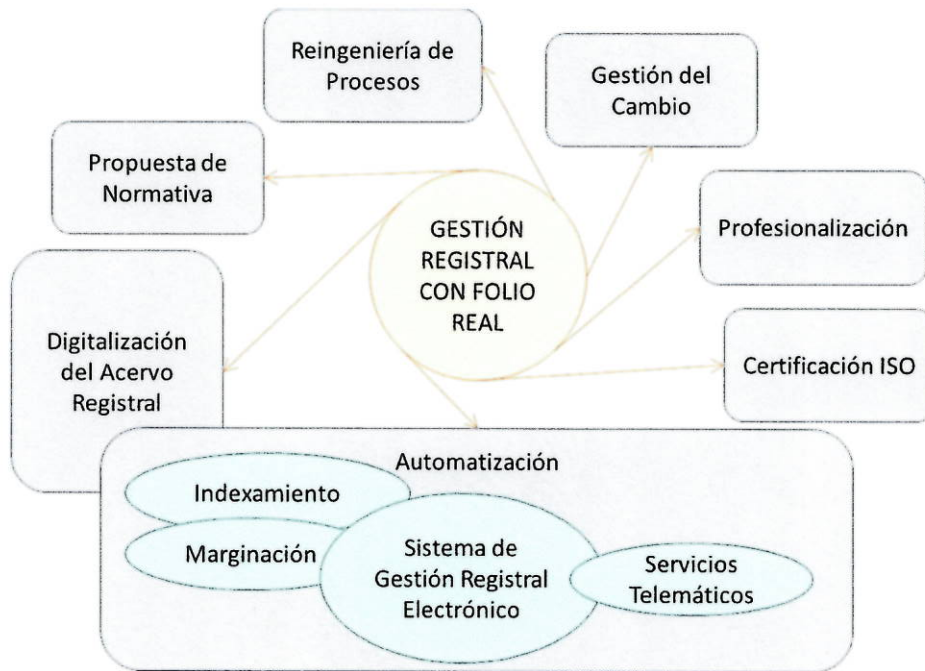 Reingeniería de
Procesos
Gestión del
Cambio
Propuesta de
Normativa
GESTIÓN
REGISTRAL
CON FOLIO
REAL
Profesionalización
Digitalización
del Acervo
Registral
Certificación ISO
Automatización
Indexamiento
Marginación
Sistema de
Gestión Registral
Electrónico
Servicios
Telemáticos